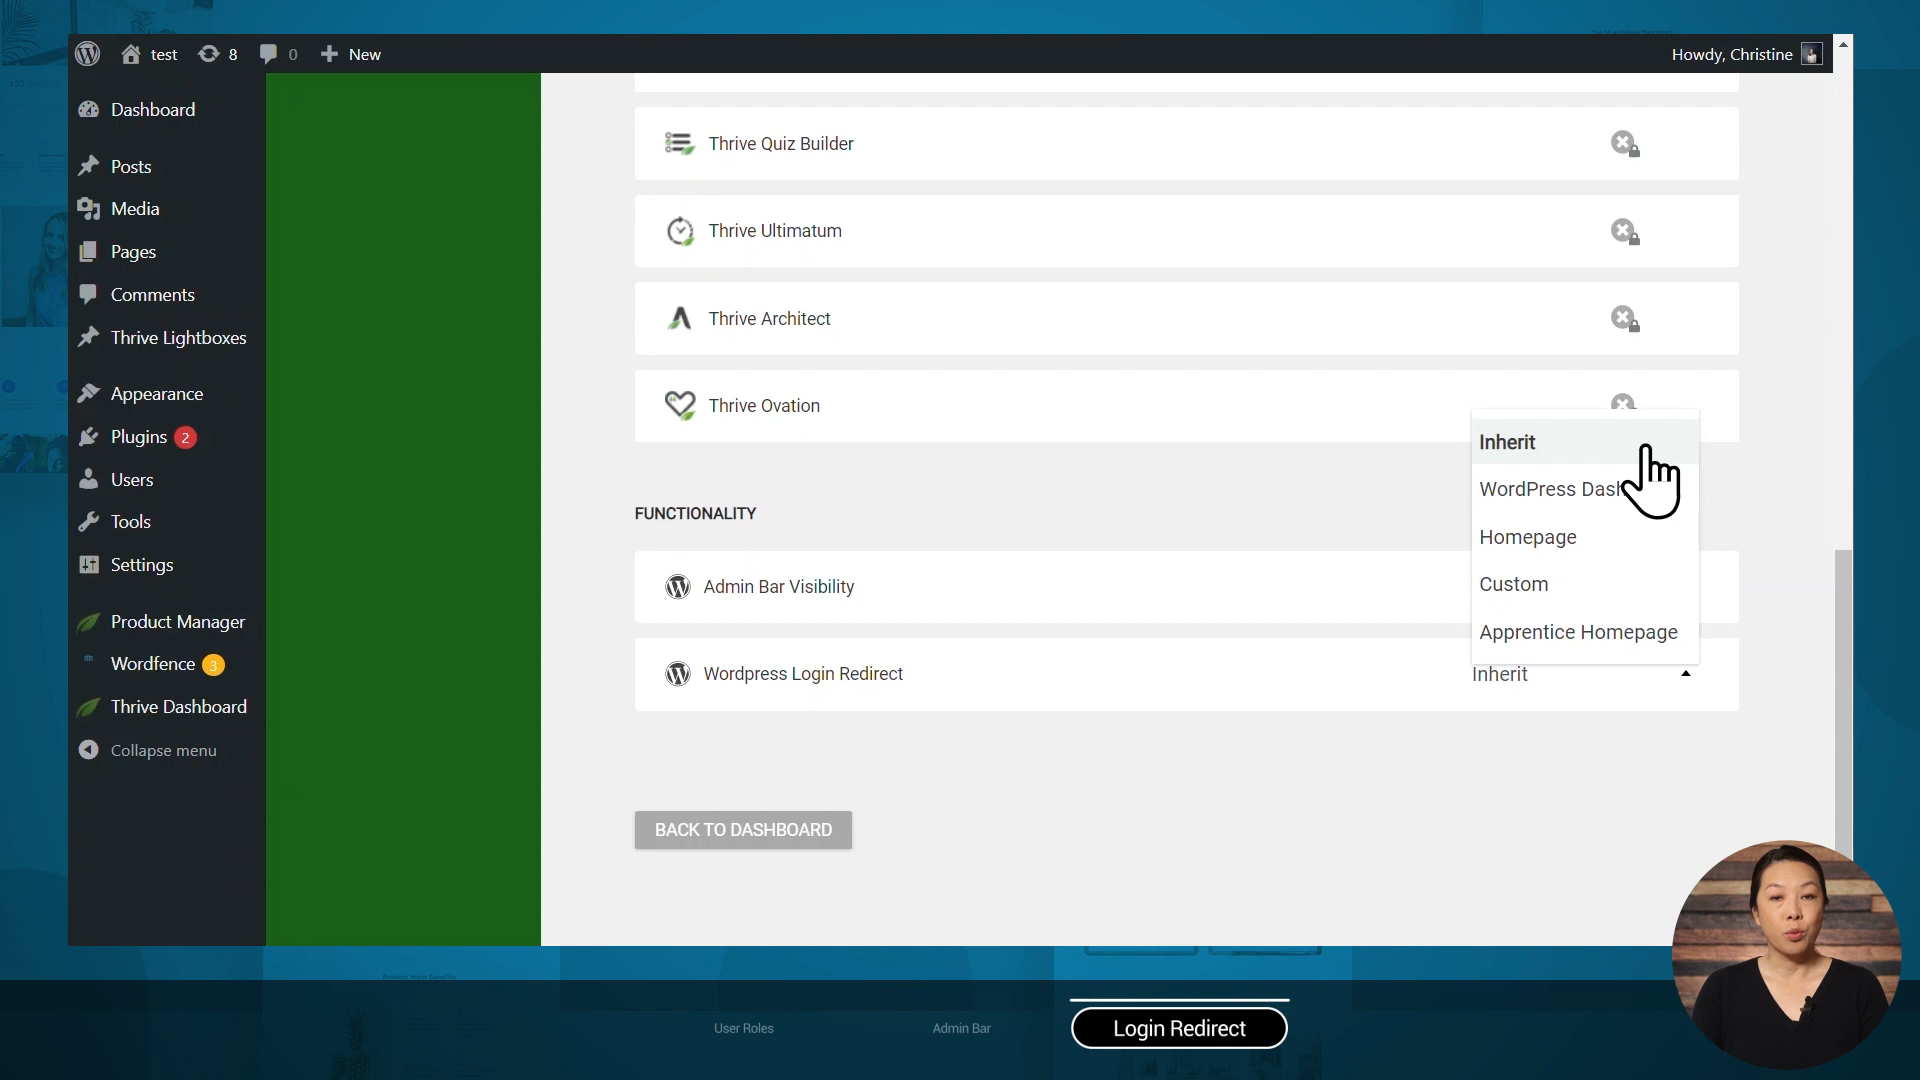 test
8
0
New
Howdy, Christine
Dashboard
Posts
Media
Pages
Comments
Thrive Lightboxes
Appearance
Plugins 2
Users
Tools
Settings
Product Manager
Wordfence 3
Thrive Dashboard
Collapse menu
Thrive Quiz Builder
Thrive Ultimatum
Thrive Architect
Thrive Ovation
Inherit
WordPress Dash
Homepage
Custom
Apprentice Homepage
FUNCTIONALITY
Admin Bar Visibility
Wordpress Login Redirect
Inherit
BACK TO DASHBOARD
Product Main Benefits
User Roles
Admin Bar
Login Redirect